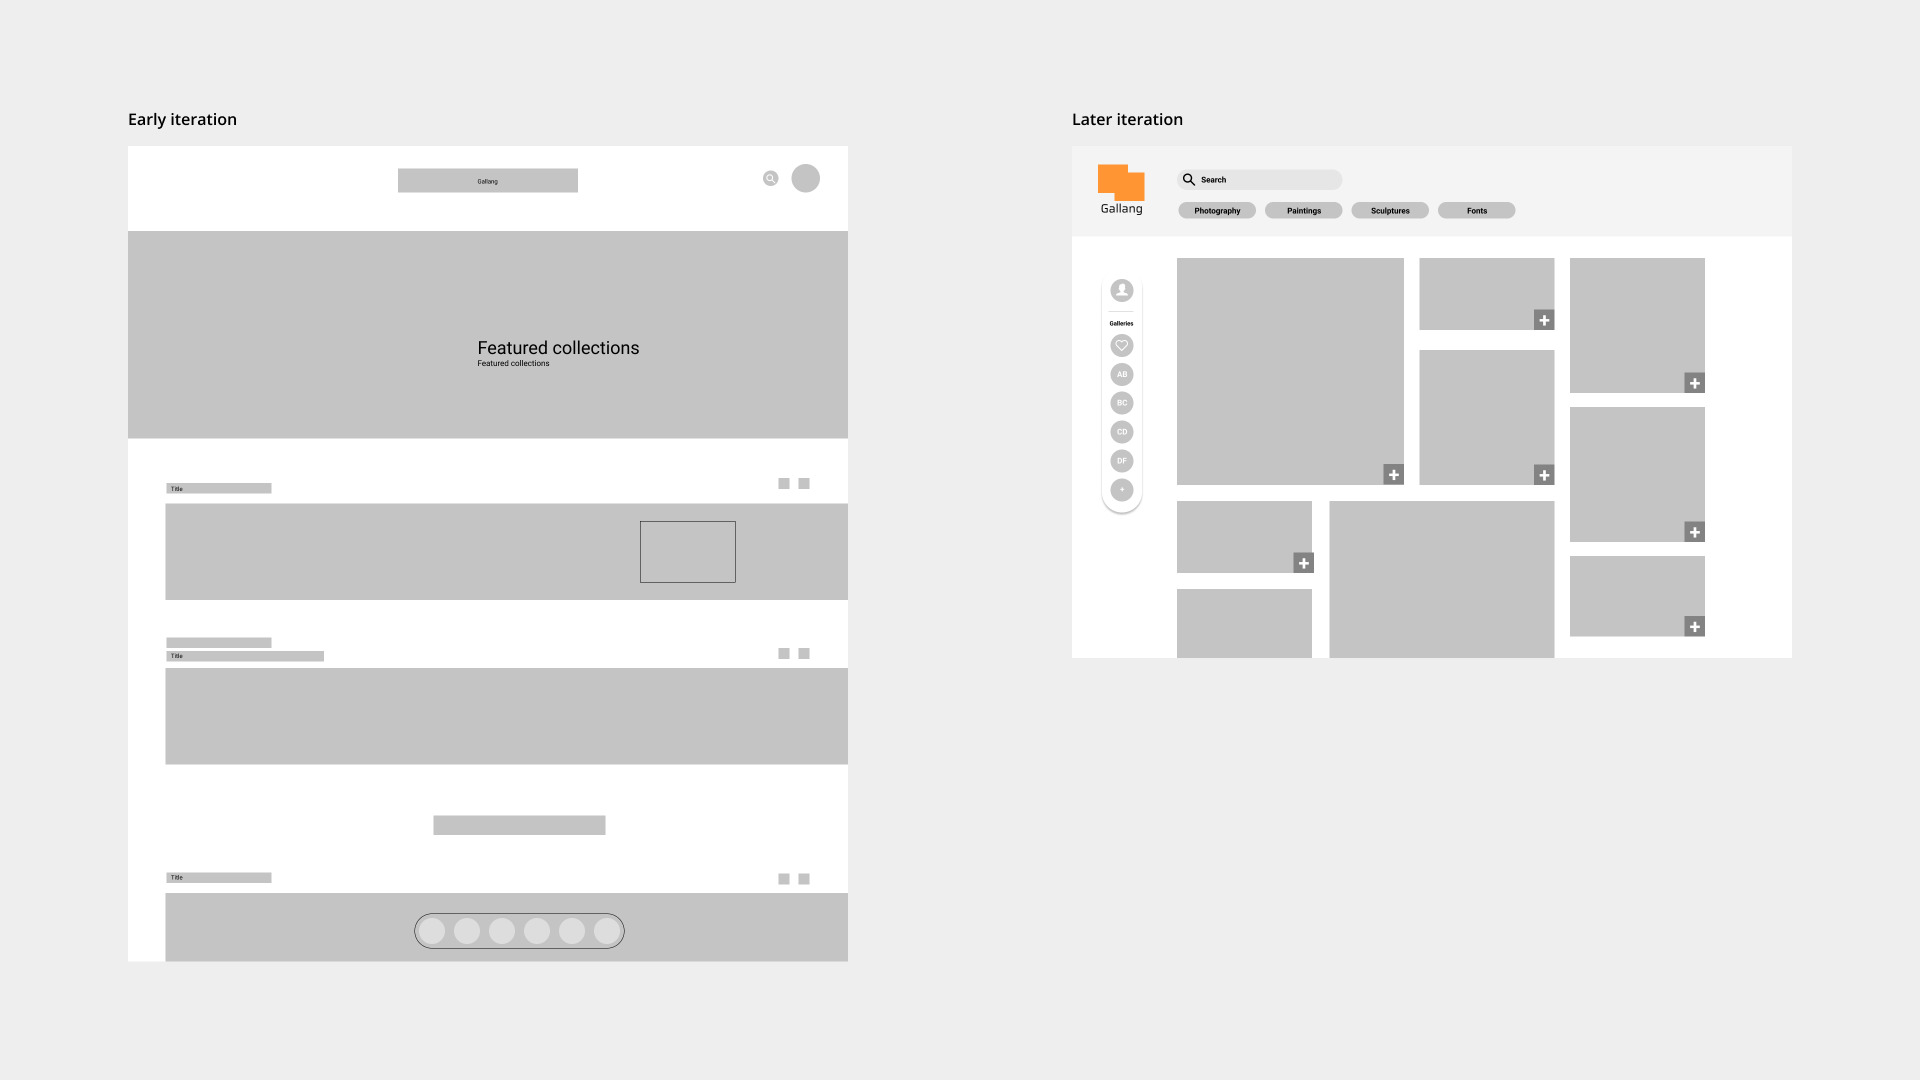 Early iteration
Gallang
Featured collections
Featured collections
Title
Title
Title
Later iteration
Gallang
Search
Photography
Paintings
Sculptures
Fonts
Galleries
AB
BC
CD
DF
+